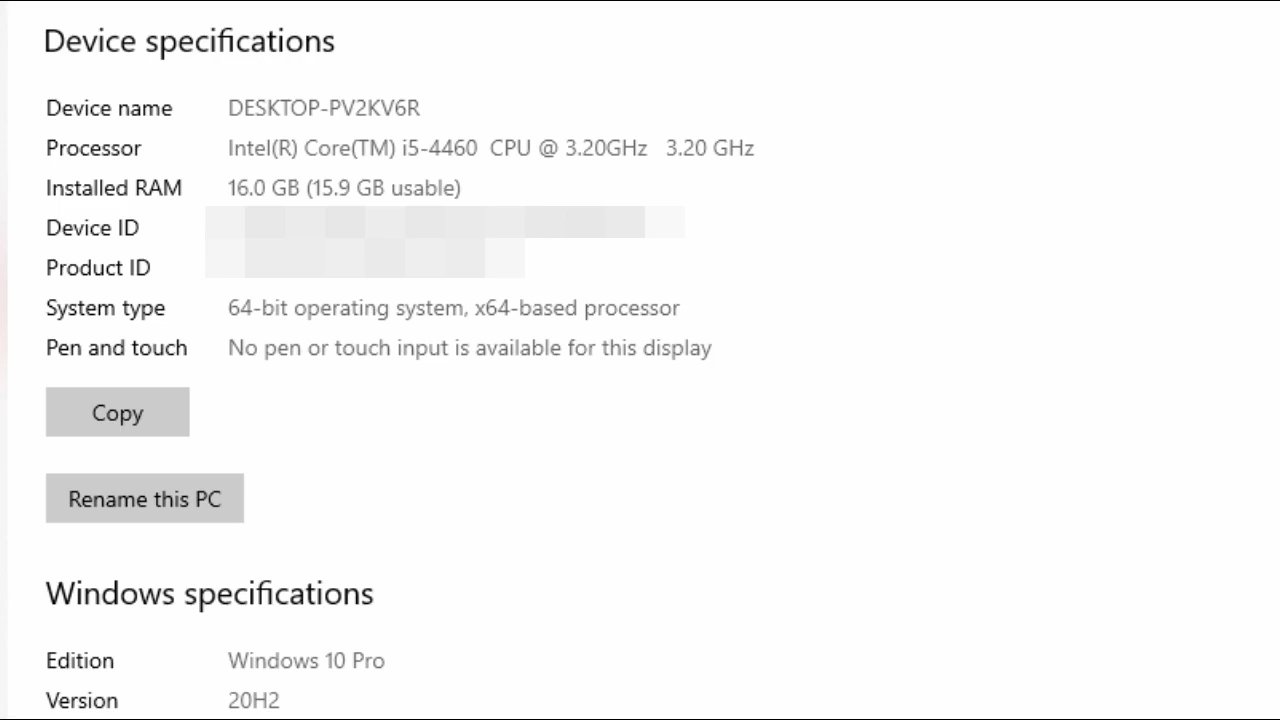 Device specifications
Device name DESKTOP-PV2KV6R
Processor Intel(R) Core(TM) i5-4460 CPU @ 3.20GHz 3.20 GHz
Installed RAM 16.0 GB (15.9 GB usable)
Device ID
Product ID
System type 64-bit operating system, x64-based processor
Pen and touch No pen or touch input is available for this display
Copy
Rename this PC
Windows specifications
Edition Windows 10 Pro
Version 20H2